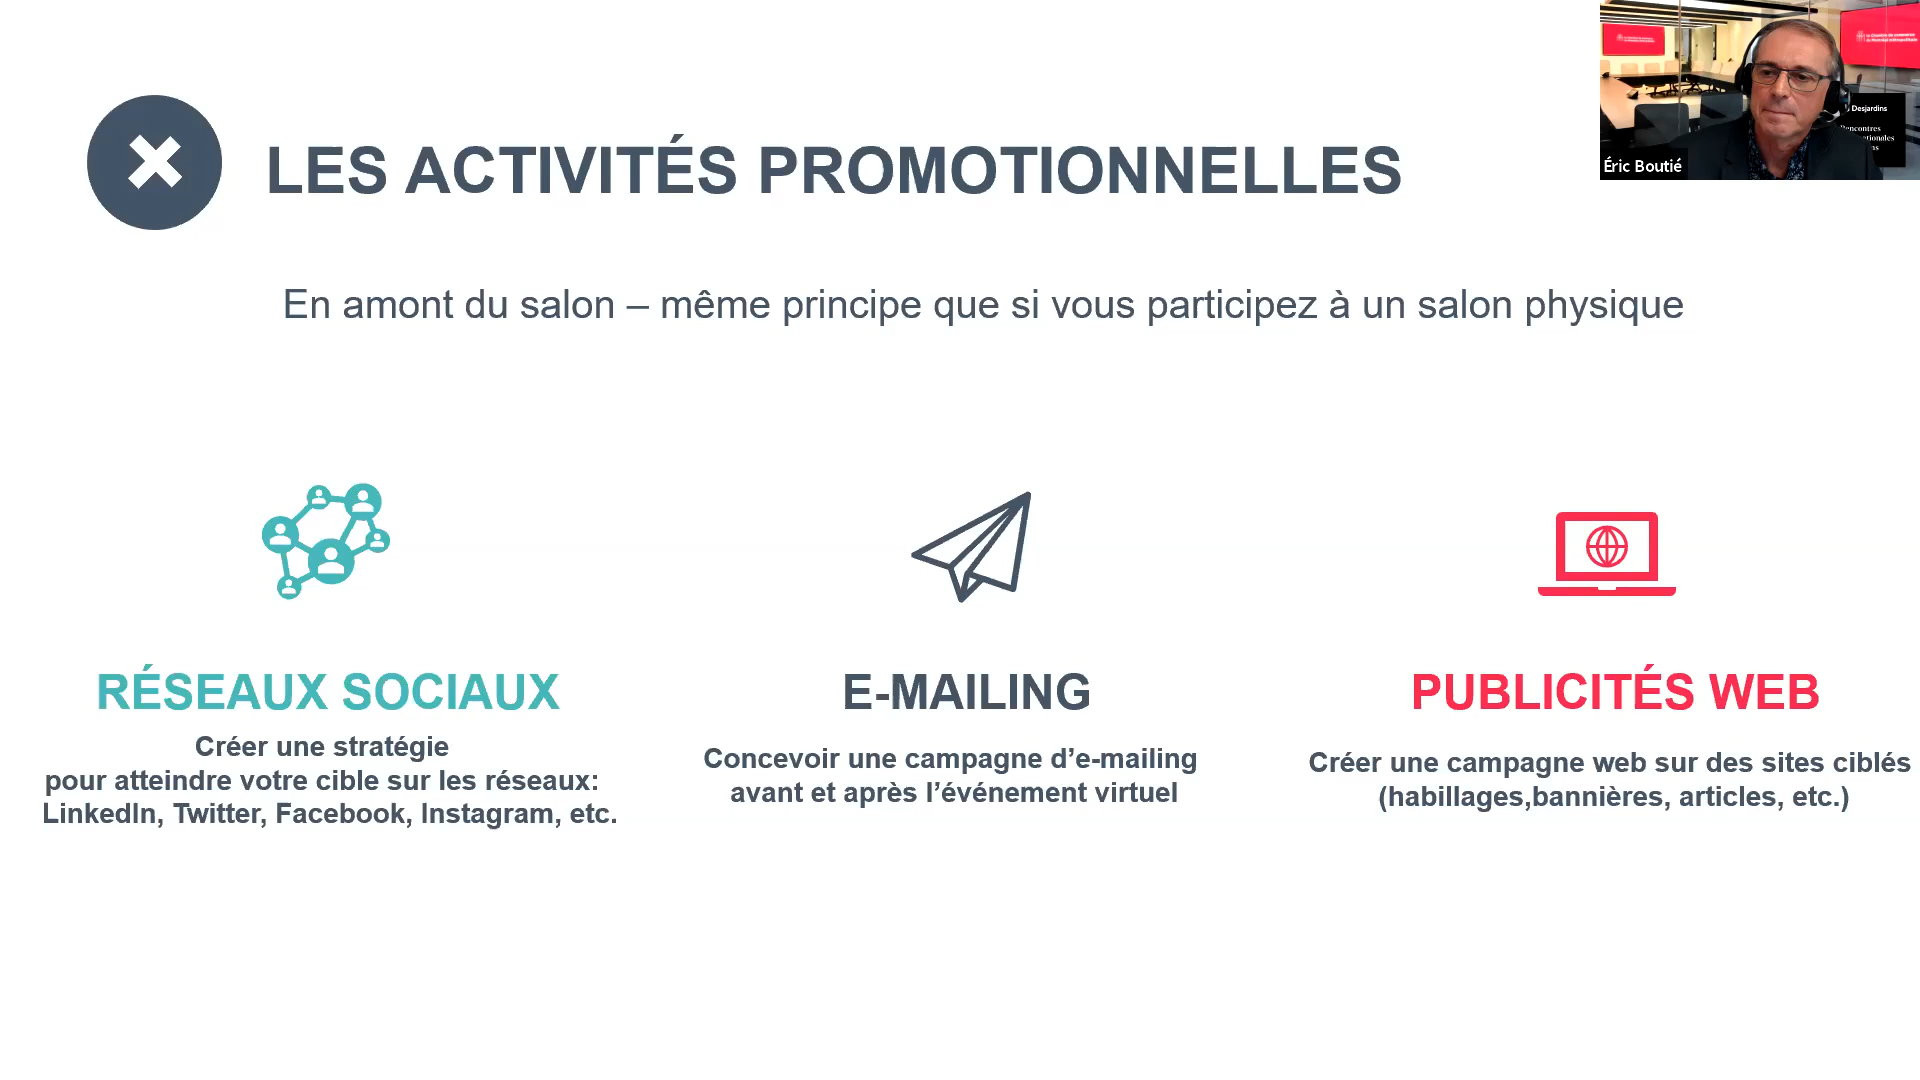 LES ACTIVITÉS PROMOTIONNELLES
Desjardins
Éric Boutié
En amont du salon – même principe que si vous participez à un salon physique
RÉSEAUX SOCIAUX
Créer une stratégie
pour atteindre votre cible sur les réseaux:
LinkedIn, Twitter, Facebook, Instagram, etc.
E-MAILING
Concevoir une campagne d’e-mailing
avant et après l’événement virtuel
PUBLICITÉS WEB
Créer une campagne web sur des sites ciblés
(habillages,bannières, articles, etc.)